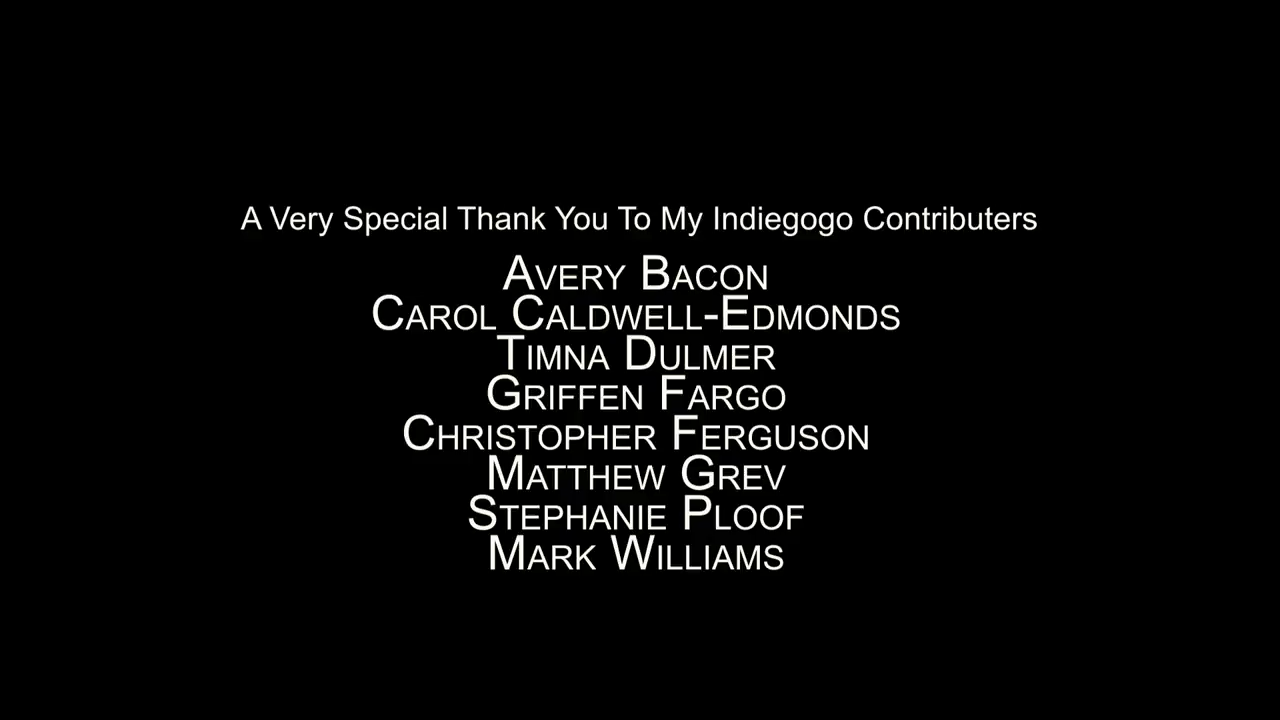 A Very Special Thank You To My Indiegogo Contributers
AVERY BACON
CAROL CALDWELL-EDMONDS
TIMNA DULMER
GRIFFEN FARGO
CHRISTOPHER FERGUSON
MATTHEW GREV
STEPHANIE PLOOF
MARK WILLIAMS